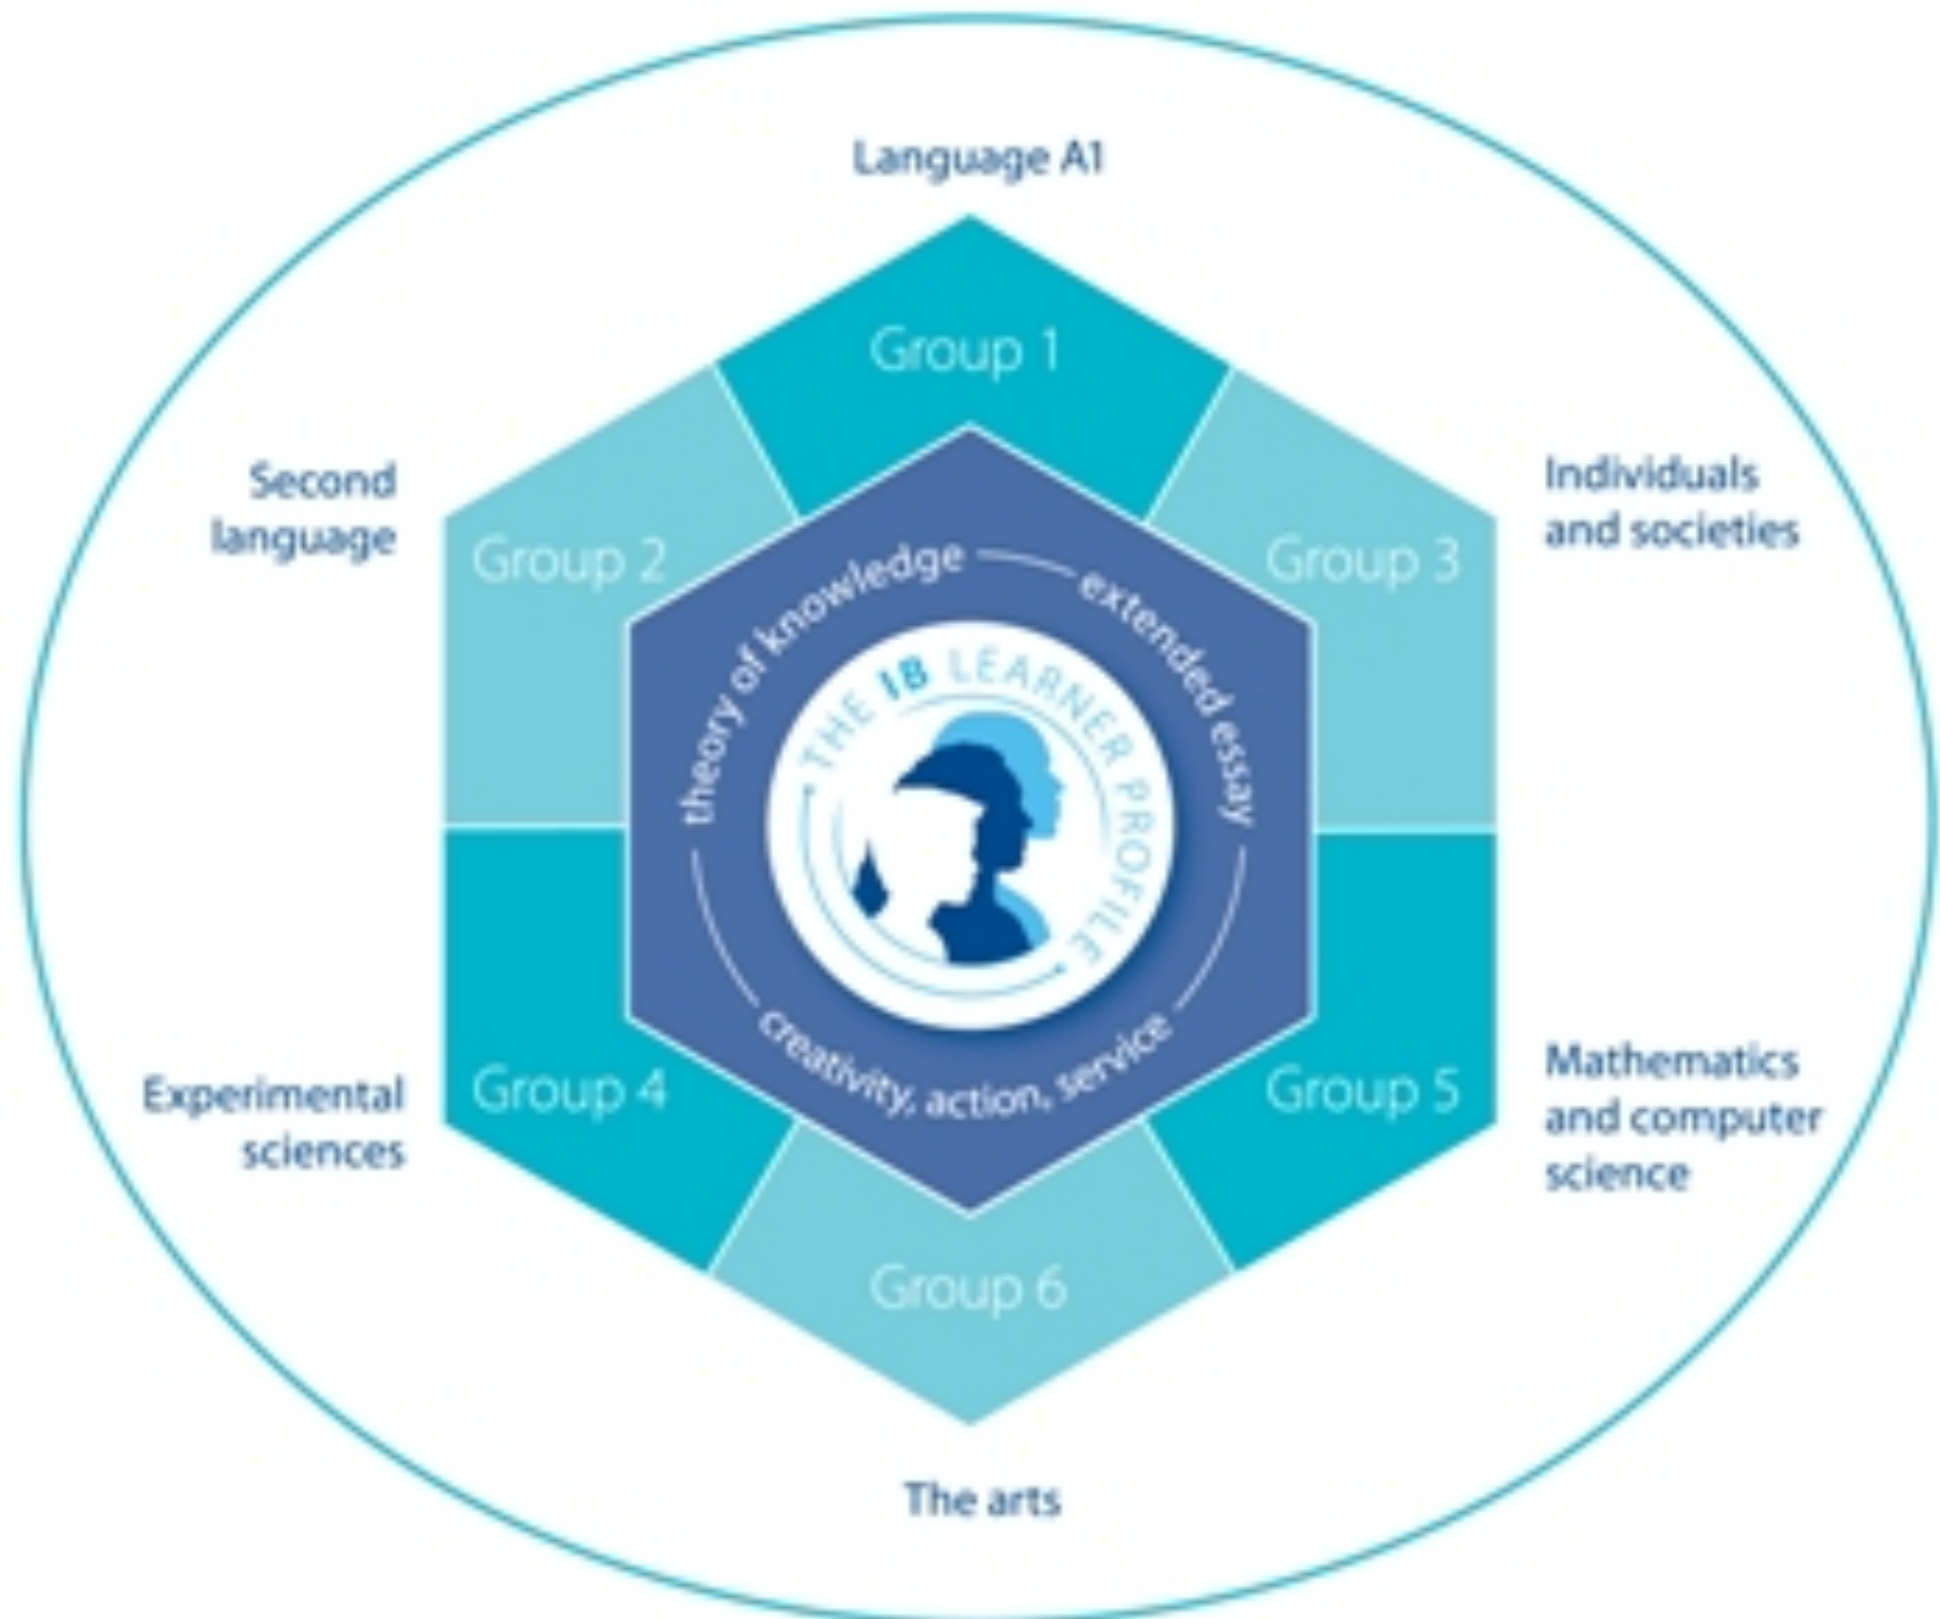 Language A1
Group 1
Second
language
Group 2
Individuals
and societies
Group 3
theory of knowledge
extended essay
THE IB LEARNER PROFILE
creativity, action, service
Experimental
sciences
Group 4
Mathematics
and computer
science
Group 5
Group 6
The arts